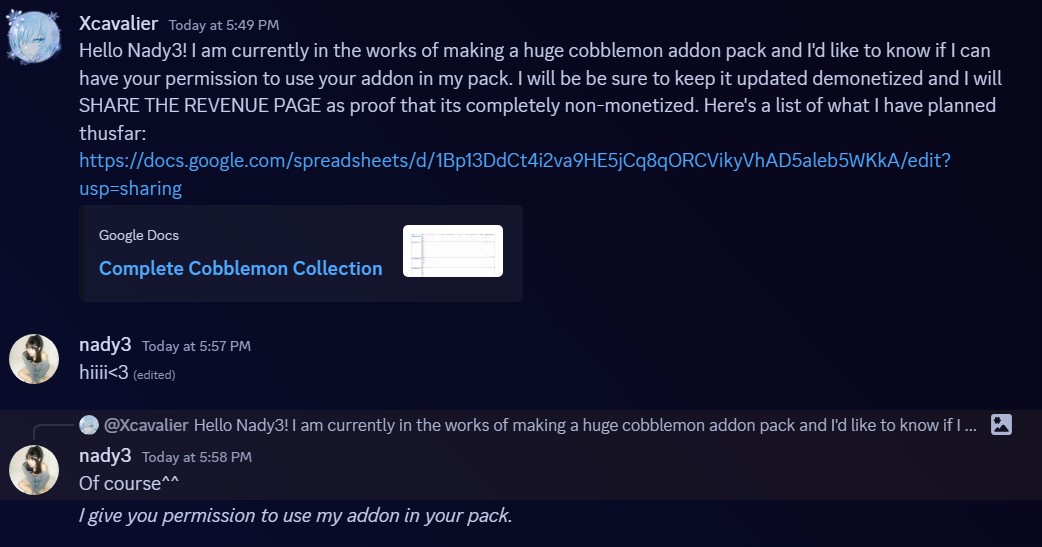 Xcavalier Today at 5:49 PM
Hello Nady3! I am currently in the works of making a huge cobblemon addon pack and I'd like to know if I can
have your permission to use your addon in my pack. I will be be sure to keep it updated demonetized and I will
SHARE THE REVENUE PAGE as proof that its completely non-monetized. Here's a list of what I have planned
thusfar:
https://docs.google.com/spreadsheets/d/1Bp13DdCt4i2va9HE5jCq8qORCVikyVhAD5aleb5WKkA/edit?
usp=sharing
Google Docs
Complete Cobblemon Collection
nady3 Today at 5:57 PM
hiiii<3 (edited)
@Xcavalier Hello Nady3! I am currently in the works of making a huge cobblemon addon pack and I'd like to know if I ...
nady3 Today at 5:58 PM
Of course^^
I give you permission to use my addon in your pack.